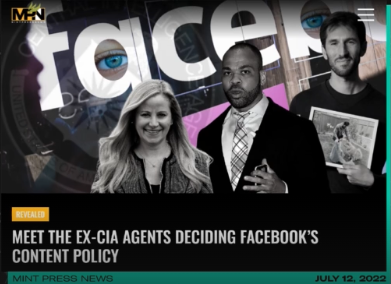 MPN
faceb
REVEALED
MEET THE EX-CIA AGENTS DECIDING FACEBOOK'S
CONTENT POLICY
MINT PRESS NEWS
JULY 12, 2022